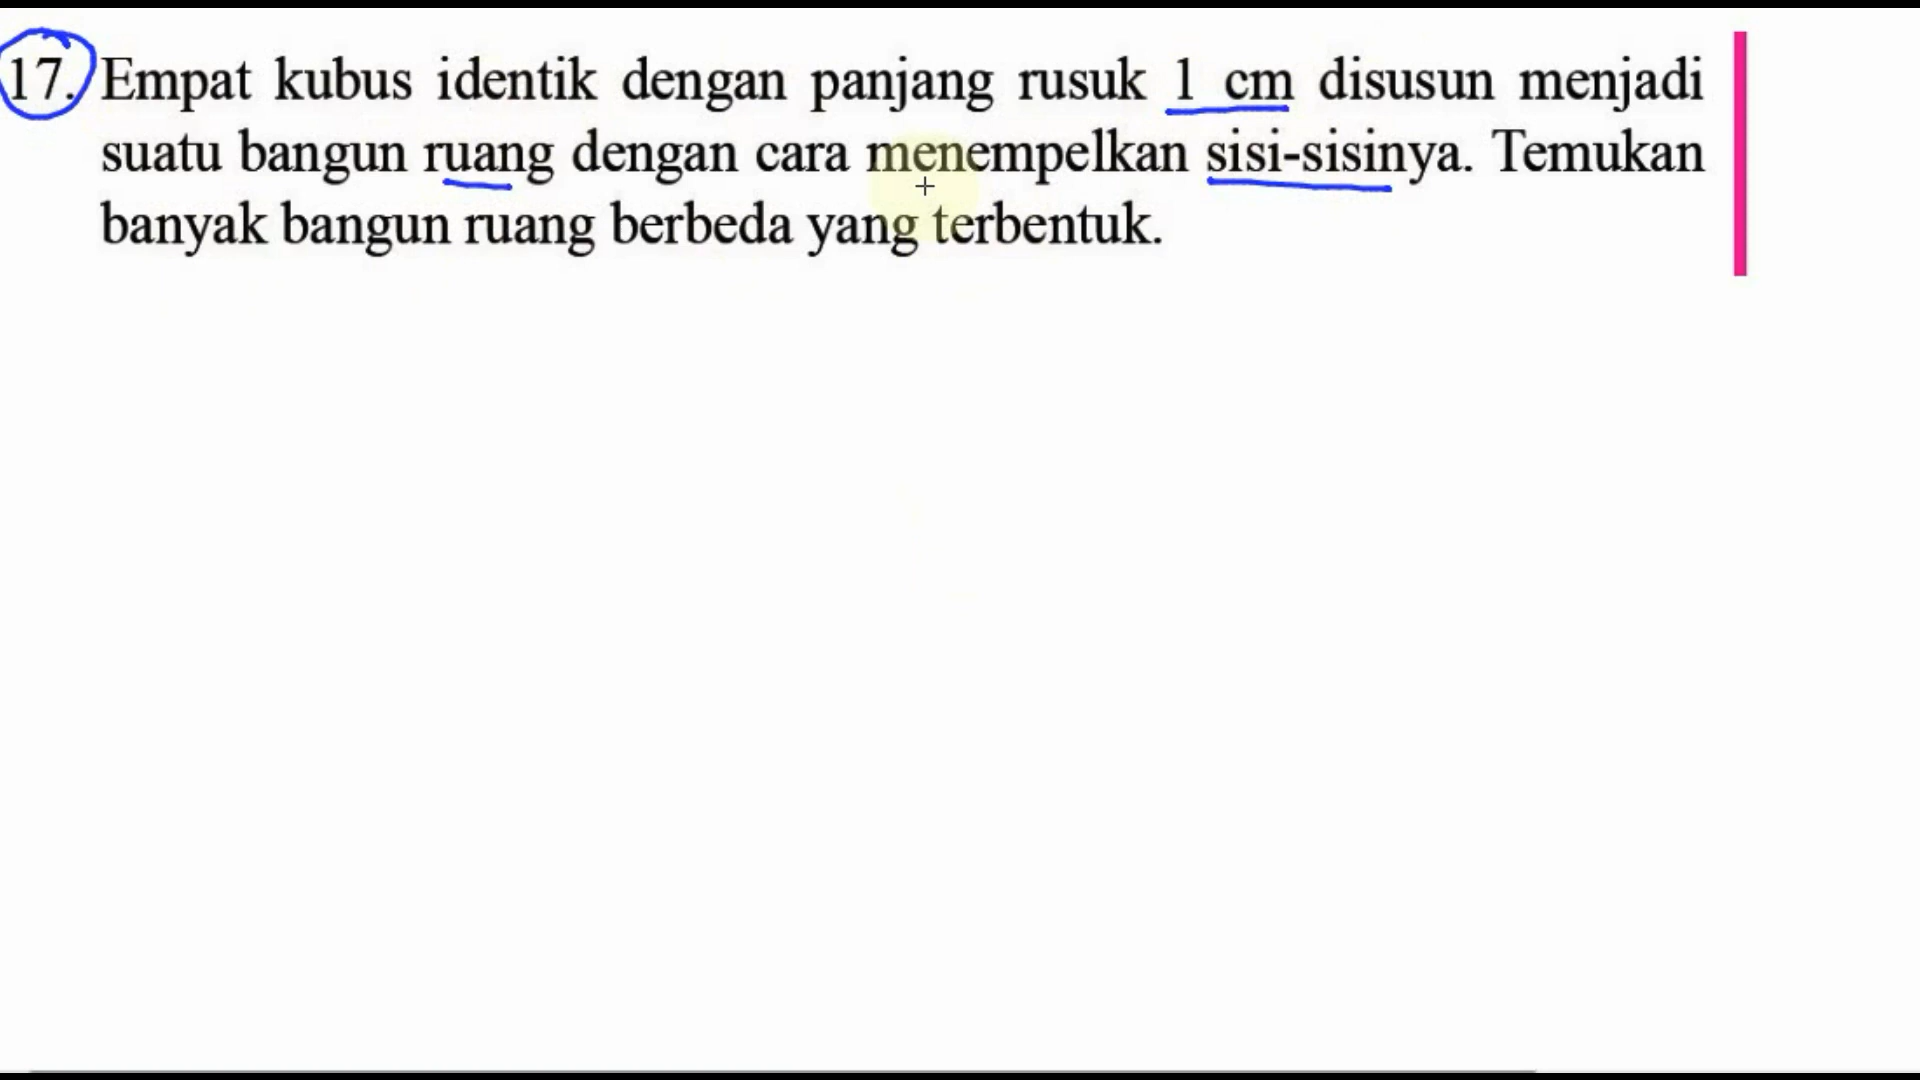 17. Empat kubus identik dengan panjang rusuk 1 cm disusun menjadi
suatu bangun ruang dengan cara menempelkan sisi-sisinya. Temukan
banyak bangun ruang berbeda yang terbentuk.